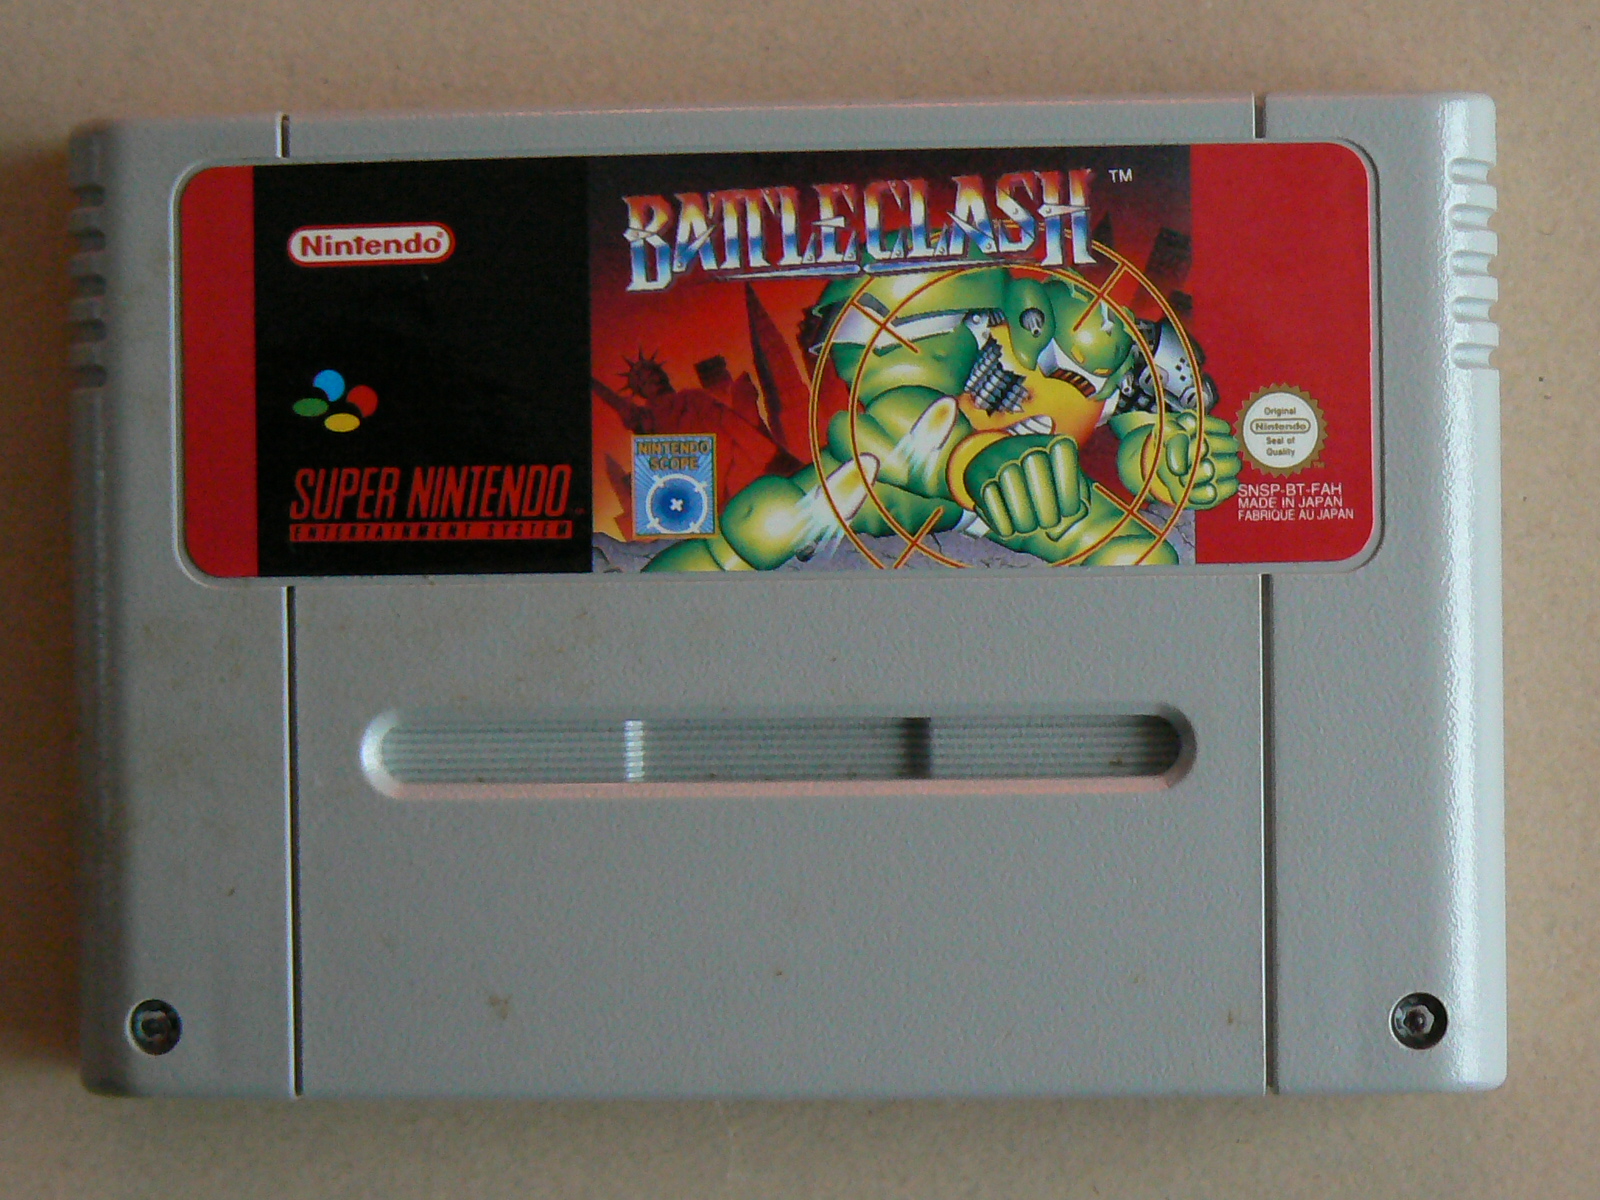 Nintendo®
BATTLECLASH ™
NINTENDO
SCOPE
SUPER NINTENDO
ENTERTAINMENT SYSTEM
Original
Nintendo
Seal of
Quality
TM
SNSP-BT-FAH
MADE IN JAPAN
FABRIQUE AU JAPAN